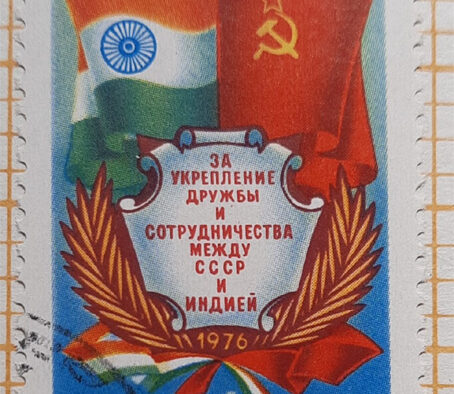 ЗА
УКРЕПЛЕНИЕ
ДРУЖБЫ
И
СОТРУДНИЧЕСТВА
МЕЖДУ
СССР
И
ИНДИЕЙ
1976